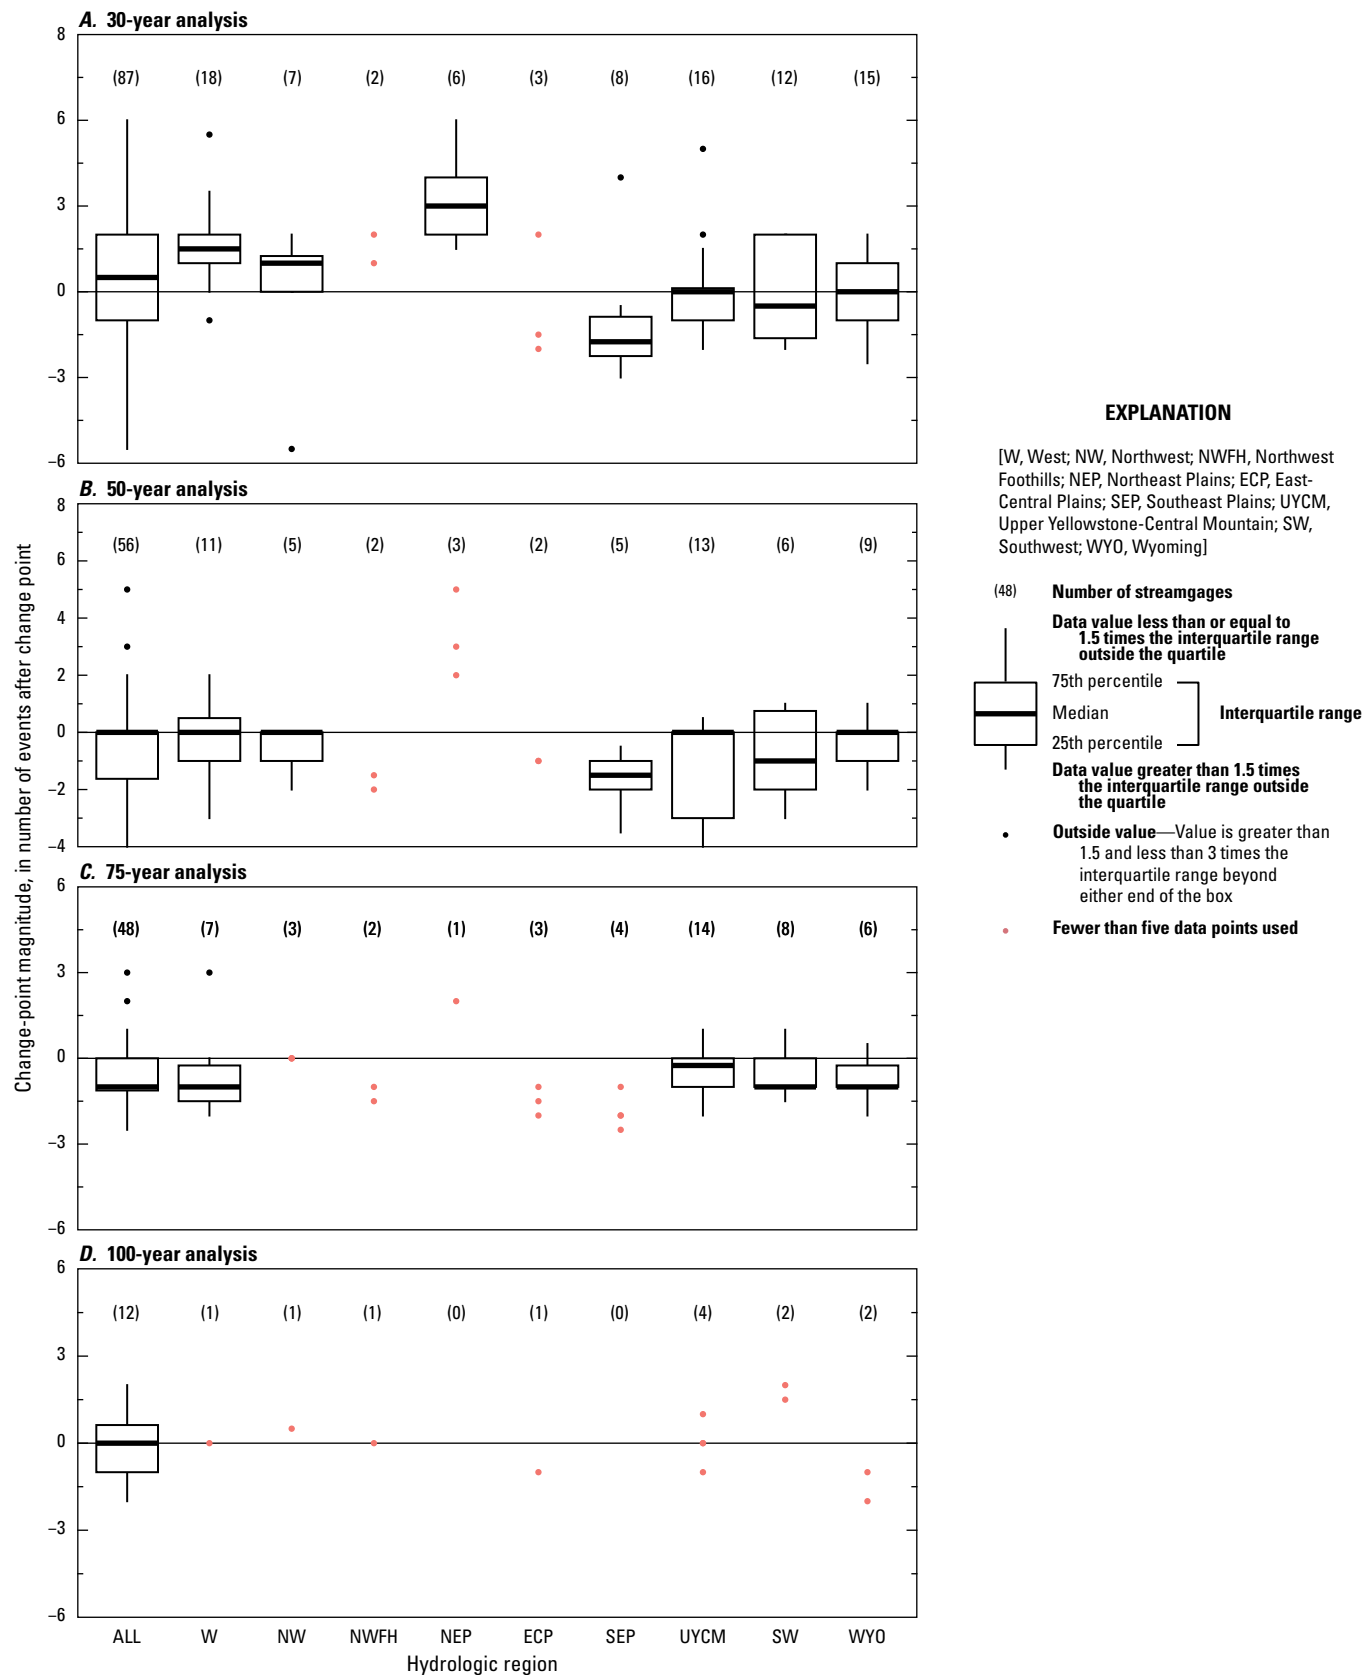 A. 30-year analysis
8
(87) (18) (7) (2) (6) (3) (8) (16) (12) (15)
6
3
0
–3
–6
B. 50-year analysis
8
(56) (11) (5) (2) (3) (2) (5) (13) (6) (9)
6
4
2
0
–2
–4
C. 75-year analysis
6
(48) (7) (3) (2) (1) (3) (4) (14) (8) (6)
3
0
–3
–6
D. 100-year analysis
6
(12) (1) (1) (1) (0) (1) (0) (4) (2) (2)
3
0
–3
–6
ALL W NW NWFH NEP ECP SEP UYCM SW WYO
Hydrologic region
Change-point magnitude, in number of events after change point
EXPLANATION
[W, West; NW, Northwest; NWFH, Northwest
Foothills; NEP, Northeast Plains; ECP, East-
Central Plains; SEP, Southeast Plains; UYCM,
Upper Yellowstone-Central Mountain; SW,
Southwest; WYO, Wyoming]
(48) Number of streamgages
Data value less than or equal to
1.5 times the interquartile range
outside the quartile
75th percentile
Median
Interquartile range
25th percentile
Data value greater than 1.5 times
the interquartile range outside
the quartile
Outside value—Value is greater than
1.5 and less than 3 times the
interquartile range beyond
either end of the box
Fewer than five data points used